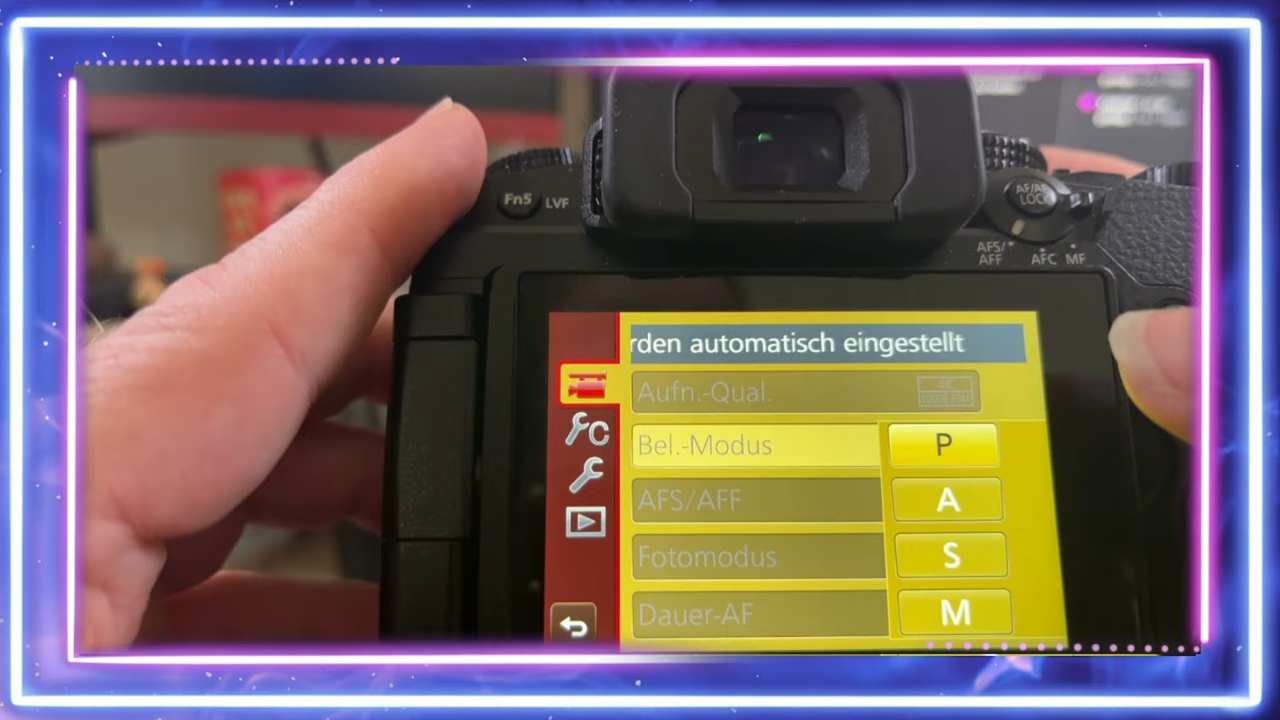 Fn5 LVF
AF/AE LOCK
AFS/AFF AFC MF
rden automatisch eingestellt
Aufn.-Qual.
Bel.-Modus P
AFS/AFF A
Fotomodus S
Dauer-AF M